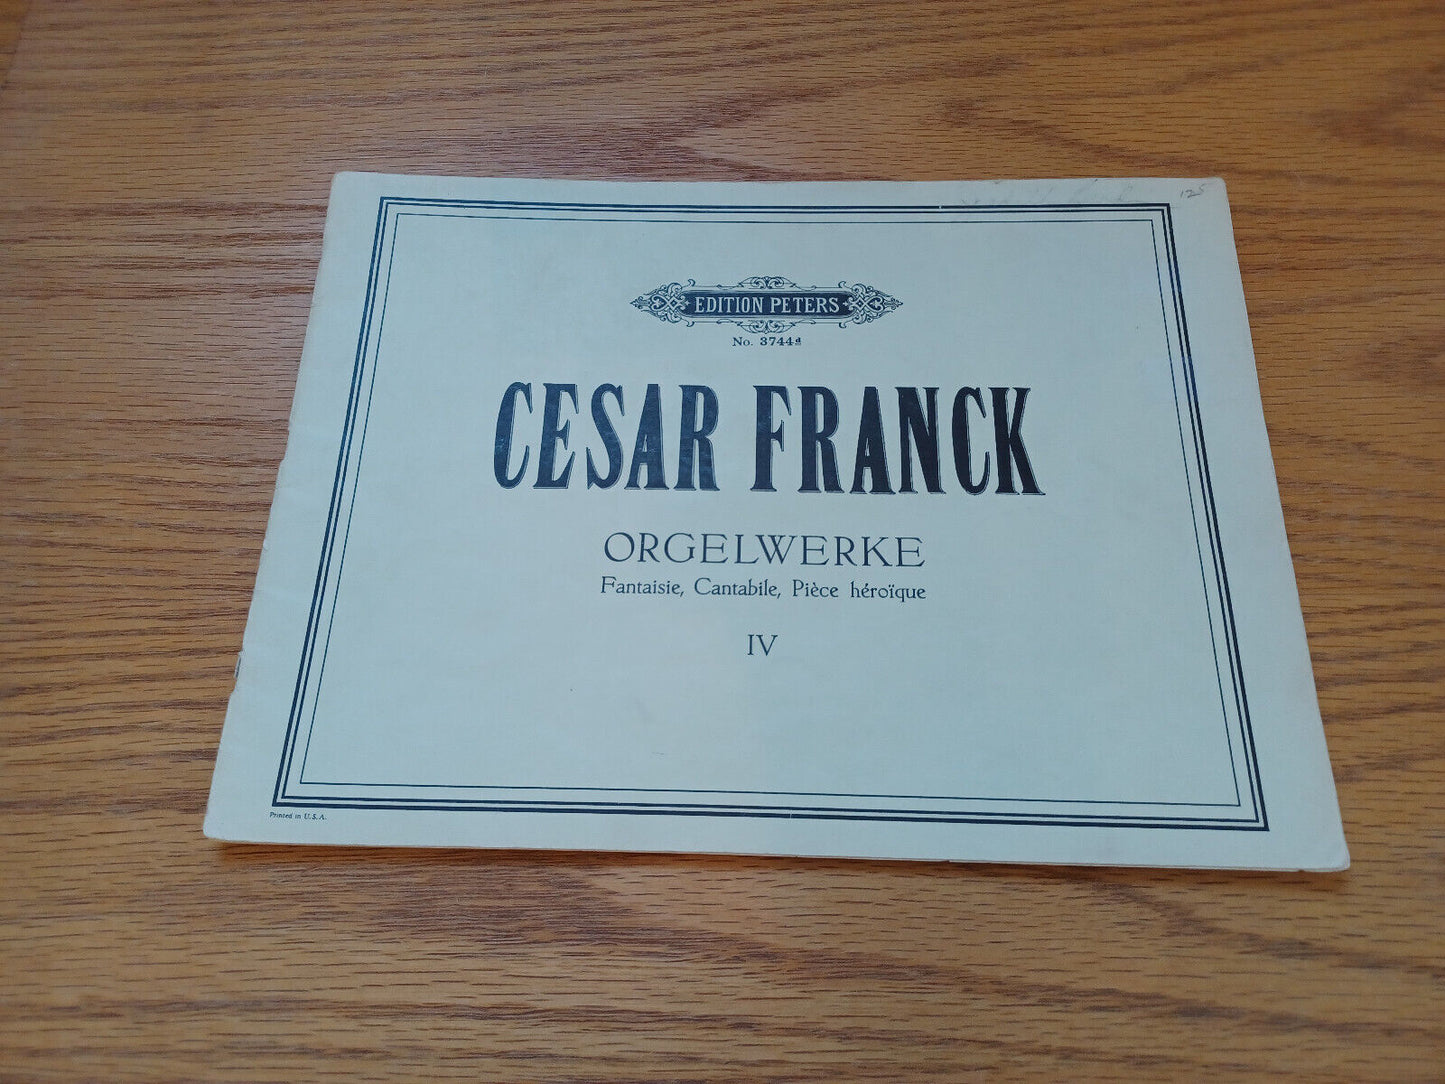 125
EDITION PETERS
No. 3744d
CESAR FRANCK
ORGELWERKE
Fantaisie, Cantabile, Pièce héroïque
IV
Printed in U.S.A.